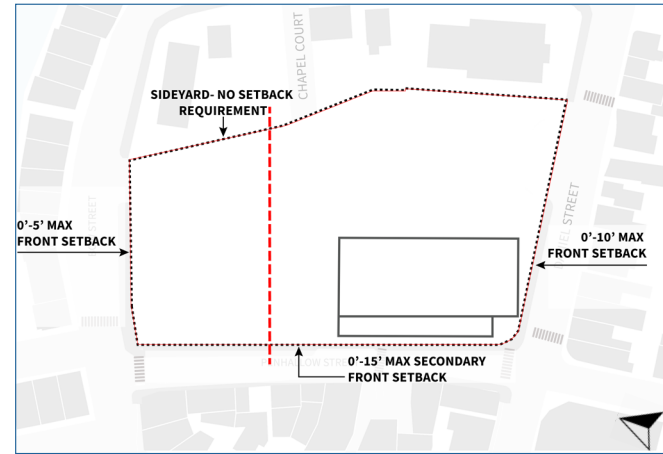 CHAPEL COURT
SIDEYARD- NO SETBACK
REQUIREMENT
0'-5' MAX
FRONT SETBACK
STREET
0'-10' MAX
FRONT SETBACK
STREET
0'-15' MAX SECONDARY
FRONT SETBACK